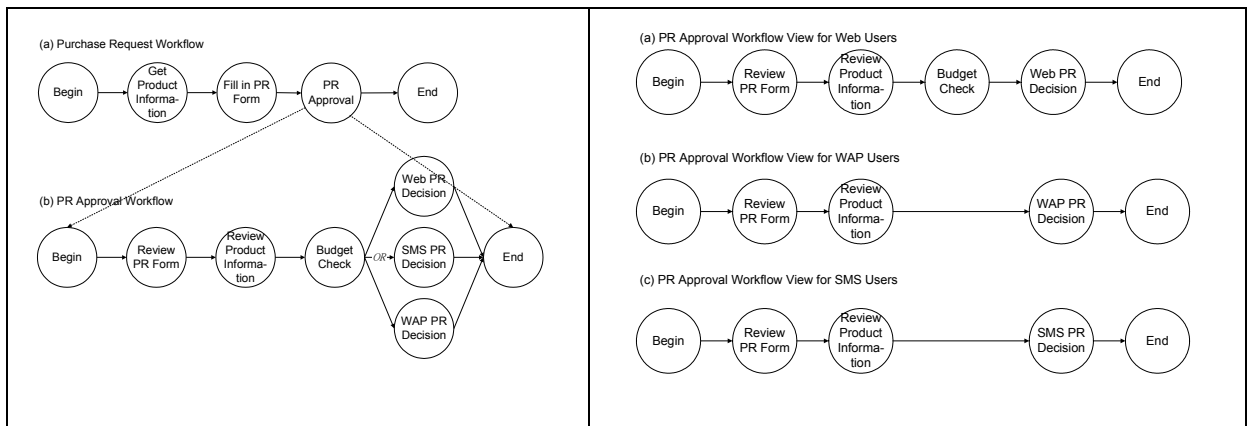 (a) Purchase Request Workflow
Begin
Get
Product
Informa-
tion
Fill in PR
Form
PR
Approval
End
(b) PR Approval Workflow
Begin
Review
PR Form
Review
Product
Informa-
tion
Budget
Check
OR
Web PR
Decision
SMS PR
Decision
WAP PR
Decision
End
(a) PR Approval Workflow View for Web Users
Begin
Review
PR Form
Review
Product
Informa-
tion
Budget
Check
Web PR
Decision
End
(b) PR Approval Workflow View for WAP Users
Begin
Review
PR Form
Review
Product
Informa-
tion
WAP PR
Decision
End
(c) PR Approval Workflow View for SMS Users
Begin
Review
PR Form
Review
Product
Informa-
tion
SMS PR
Decision
End